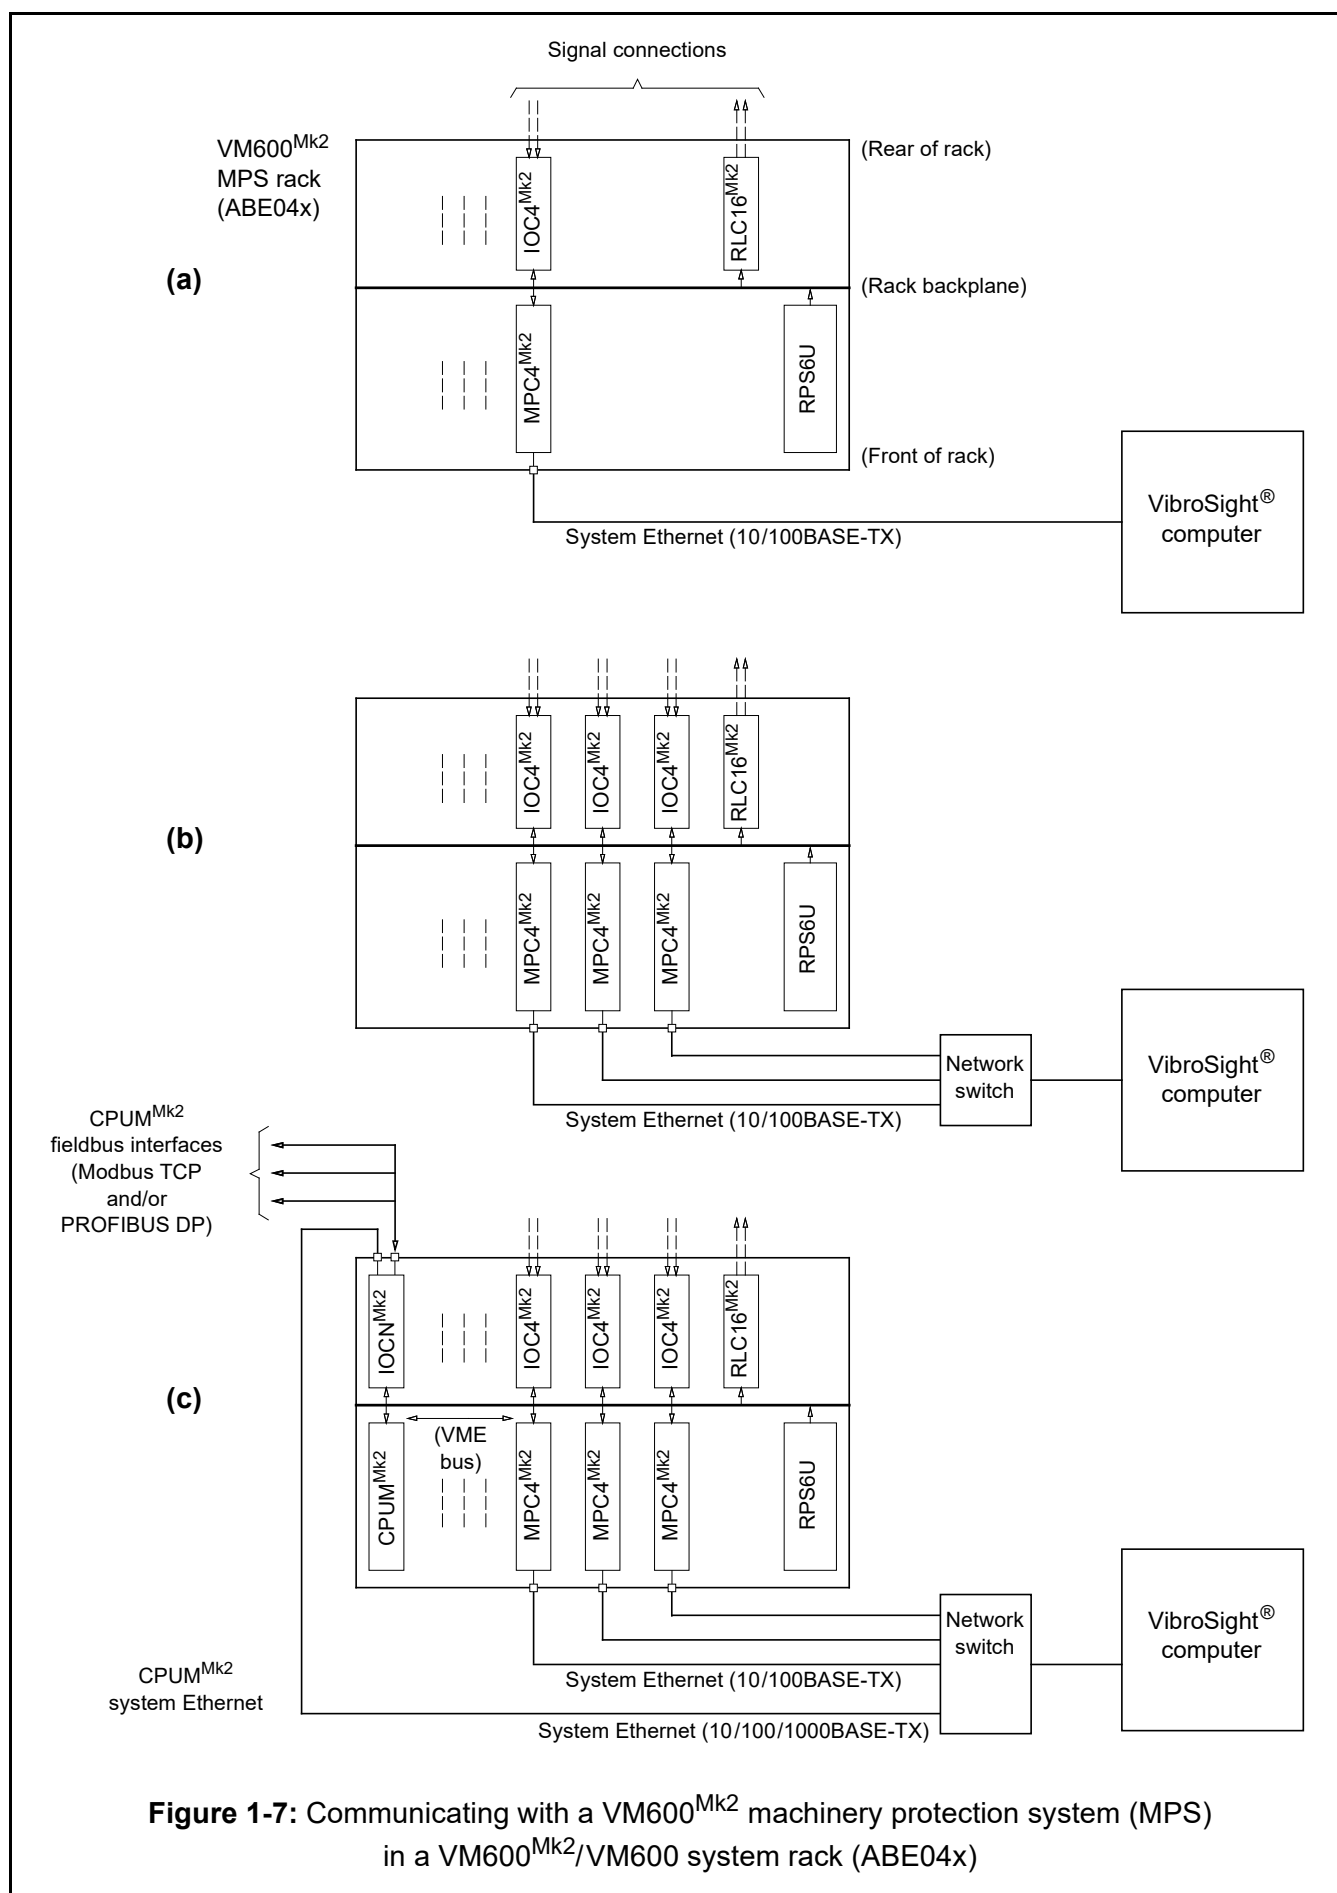 Signal connections
VM600Mk2
MPS rack
(ABE04x)
(Rear of rack)
IOC4Mk2
RLC16Mk2
(a)
(Rack backplane)
MPC4Mk2
RPS6U
(Front of rack)
VibroSight®
computer
System Ethernet (10/100BASE-TX)
IOC4Mk2
IOC4Mk2
IOC4Mk2
RLC16Mk2
(b)
MPC4Mk2
MPC4Mk2
MPC4Mk2
RPS6U
Network
switch
VibroSight®
computer
System Ethernet (10/100BASE-TX)
CPUMMk2
fieldbus interfaces
(Modbus TCP
and/or
PROFIBUS DP)
IOCNMk2
IOC4Mk2
IOC4Mk2
IOC4Mk2
RLC16Mk2
(c)
(VME
bus)
CPUMMk2
MPC4Mk2
MPC4Mk2
MPC4Mk2
RPS6U
Network
switch
VibroSight®
computer
System Ethernet (10/100BASE-TX)
CPUMMk2
system Ethernet
System Ethernet (10/100/1000BASE-TX)
Figure 1-7: Communicating with a VM600Mk2 machinery protection system (MPS)
in a VM600Mk2/VM600 system rack (ABE04x)